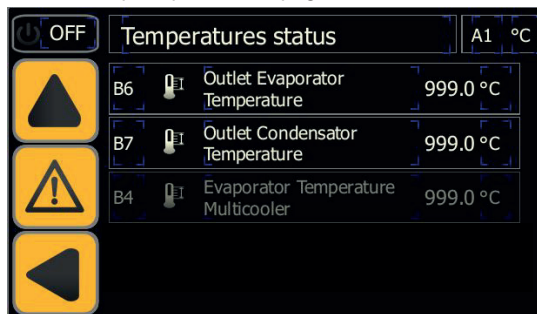 OFF Temperatures status A1 °C
B6 Outlet Evaporator Temperature 999.0 °C
B7 Outlet Condensator Temperature 999.0 °C
B4 Evaporator Temperature Multicooler 999.0 °C